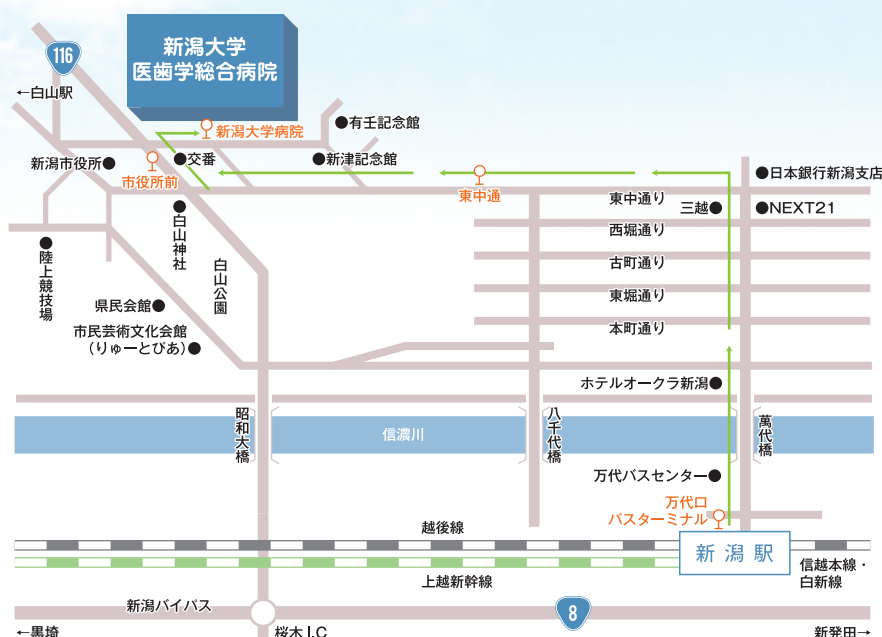 新潟大学
医歯学総合病院
116
←白山駅
新潟大学病院
有壬記念館
新潟市役所
交番
新津記念館
市役所前
東中通
日本銀行新潟支店
東中通り
三越
NEXT21
白山神社
西堀通り
白山公園
古町通り
陸上競技場
東堀通り
県民会館
本町通り
市民芸術文化会館
(りゅーとぴあ)
ホテルオークラ新潟
昭和大橋
信濃川
八千代橋
萬代橋
万代バスセンター
万代口
バスターミナル
越後線
新潟駅
上越新幹線
信越本線・
白新線
新潟バイパス
8
←黒埼
桜木I.C
新発田→